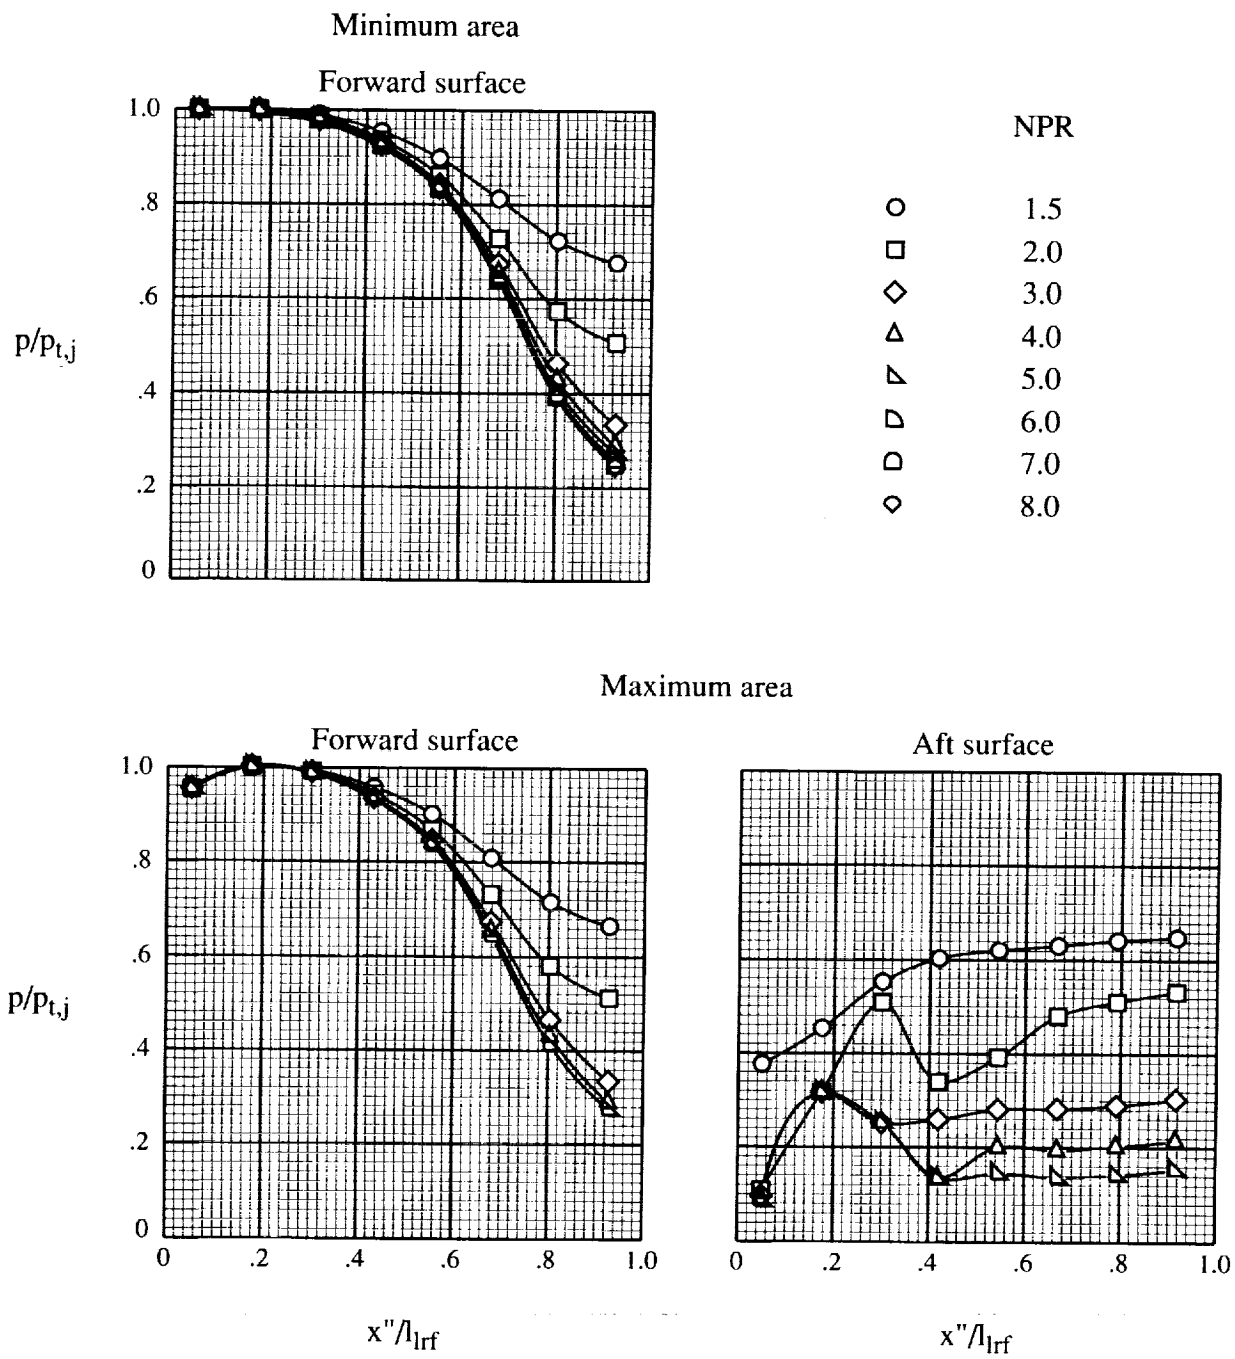 Minimum area
Forward surface
1.0
.8
.6
.4
.2
0
p/pt,j
NPR
1.5
2.0
3.0
4.0
5.0
6.0
7.0
8.0
Maximum area
Forward surface
1.0
.8
.6
.4
.2
0
p/pt,j
0 .2 .4 .6 .8 1.0
x"/llrf
Aft surface
0 .2 .4 .6 .8 1.0
x"/llrf